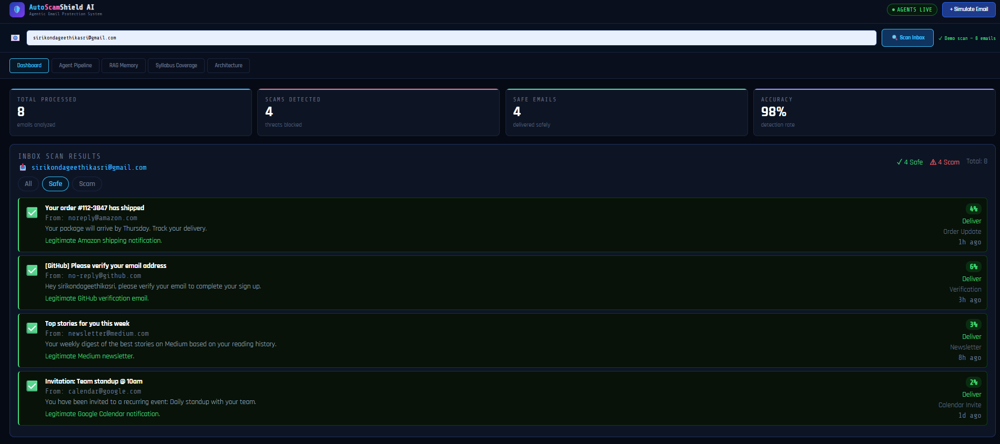 AutoScamShield AI
Agentic Email Protection System
AGENTS LIVE
+ Simulate Email
sirikondageethikasri@gmail.com
Scan Inbox
✓ Demo scan — 8 emails
Dashboard
Agent Pipeline
RAG Memory
Syllabus Coverage
Architecture
TOTAL PROCESSED
8
emails analyzed
SCAMS DETECTED
4
threats blocked
SAFE EMAILS
4
delivered safely
ACCURACY
98%
detection rate
INBOX SCAN RESULTS
sirikondageethikasri@gmail.com
✓ 4 Safe
⚠ 4 Scam
Total: 8
All
Safe
Scam
Your order #112-3847 has shipped
From: noreply@amazon.com
Your package will arrive by Thursday. Track your delivery.
Legitimate Amazon shipping notification.
4%
Deliver
Order Update
1h ago
[GitHub] Please verify your email address
From: no-reply@github.com
Hey sirikondageethikasri, please verify your email to complete your sign up.
Legitimate GitHub verification email.
6%
Deliver
Verification
3h ago
Top stories for you this week
From: newsletter@medium.com
Your weekly digest of the best stories on Medium based on your reading history.
Legitimate Medium newsletter.
3%
Deliver
Newsletter
8h ago
Invitation: Team standup @ 10am
From: calendar@google.com
You have been invited to a recurring event: Daily standup with your team.
Legitimate Google Calendar notification.
2%
Deliver
Calendar Invite
1d ago